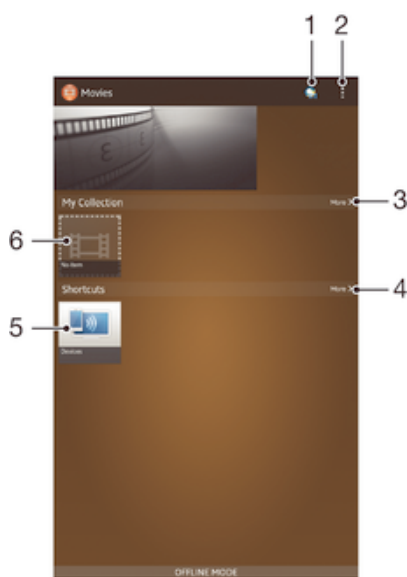 1 2
Movies
My Collection More
3
6
No item
Shortcuts More
4
5
Devices
OFFLINE MODE